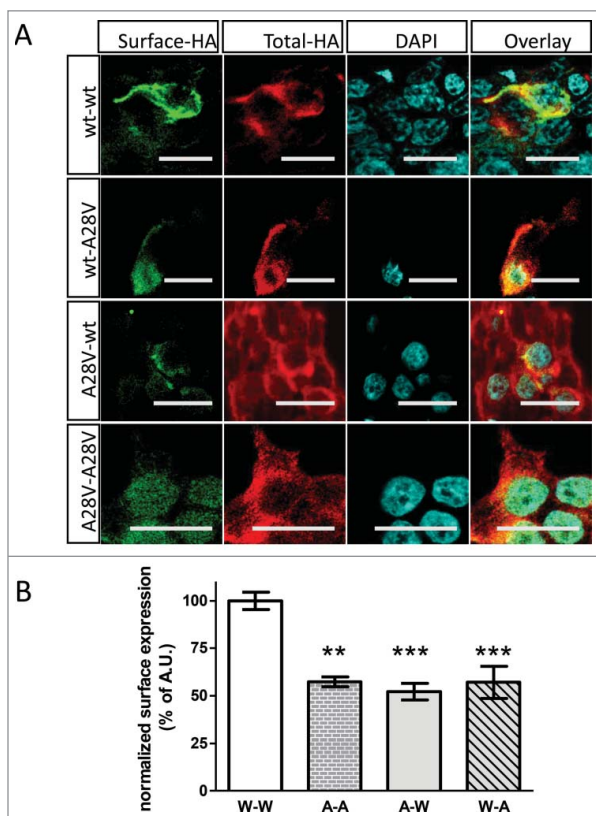 A
Surface-HA Total-HA DAPI Overlay
wt-wt
wt-A28V
A28V-wt
A28V-A28V
B
normalized surface expression
(% of A.U.)
100
75
50
25
0
** *** ***
W-W A-A A-W W-A